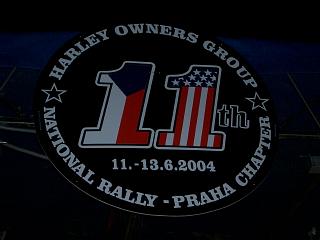 HARLEY OWNERS GROUP
11th
11.-13.6.2004
NATIONAL RALLY - PRAHA CHAPTER